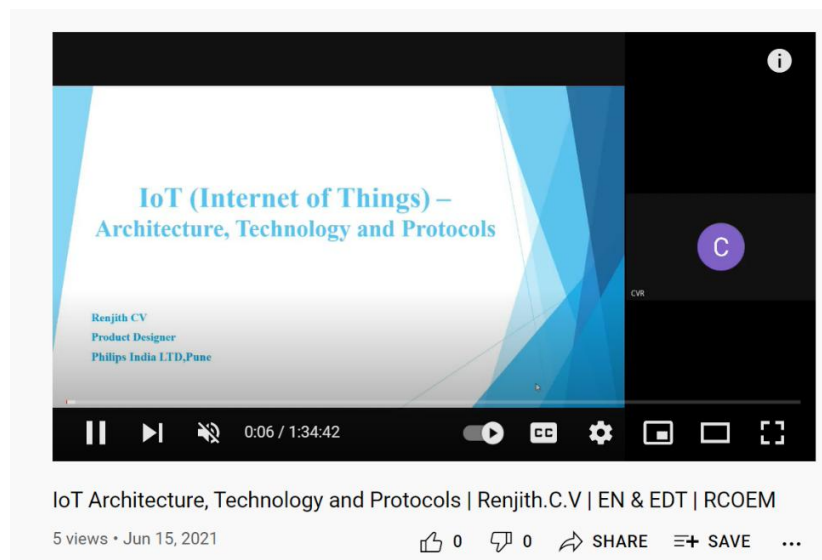 IoT (Internet of Things) –
Architecture, Technology and Protocols
Renjith CV
Product Designer
Philips India LTD,Pune
C
CVR
0:06 / 1:34:42
CC
IoT Architecture, Technology and Protocols | Renjith.C.V | EN & EDT | RCOEM
5 views • Jun 15, 2021
0 0 SHARE SAVE ...